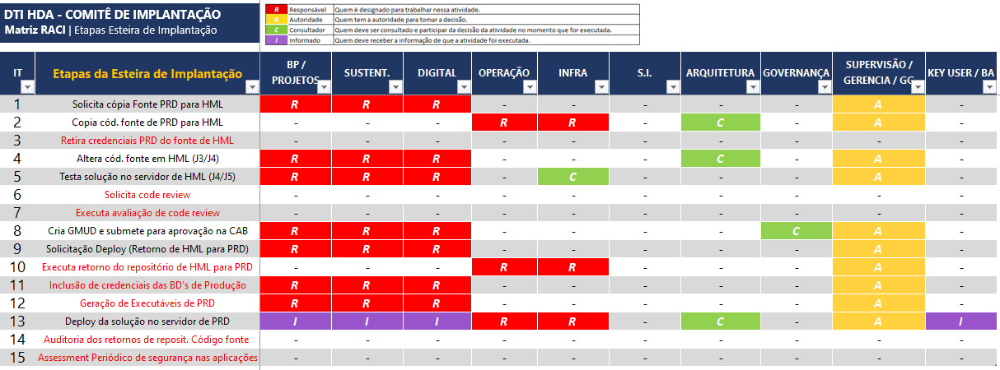 DTI HDA - COMITÊ DE IMPLANTAÇÃO
Matriz RACI | Etapas Esteira de Implantação
R Responsável Quem é designado para trabalhar nessa atividade.
A Autoridade Quem tem a autoridade para tomar a decisão.
C Consultador Quem deve ser consultado e participar da decisão da atividade no momento que for executada.
I Informado Quem deve receber a informação de que a atividade foi executada.
IT Etapas da Esteira de Implantação BP / PROJETOS SUSTENT. DIGITAL OPERAÇÃO INFRA S.I. ARQUITETURA GOVERNANÇA SUPERVISÃO / GERENCIA / GC KEY USER / BA
1 Solicita cópia Fonte PRD para HML R R R - - - - - A -
2 Copia cód. fonte de PRD para HML - - - R R - C - A -
3 Retira credenciais PRD do fonte de HML - - - - - - - - - -
4 Altera cód. fonte em HML (J3/J4) R R R - - - C - A -
5 Testa solução no servidor de HML (J4/J5) R R R - C - - - A -
6 Solicita code review - - - - - - - - - -
7 Executa avaliação de code review - - - - - - - - - -
8 Cria GMUD e submete para aprovação na CAB R R R - - - - C A -
9 Solicitação Deploy (Retorno de HML para PRD) R R R - - - - - A -
10 Executa retorno do repositório de HML para PRD - - - R R - - - A -
11 Inclusão de credenciais das BD's de Produção R R R - - - - - A -
12 Geração de Executáveis de PRD R R R - - - - - A -
13 Deploy da solução no servidor de PRD I I I R R - C - A I
14 Auditoria dos retornos de reposit. Código fonte - - - - - - - - - -
15 Assessment Periódico de segurança nas aplicações - - - - - - - - - -